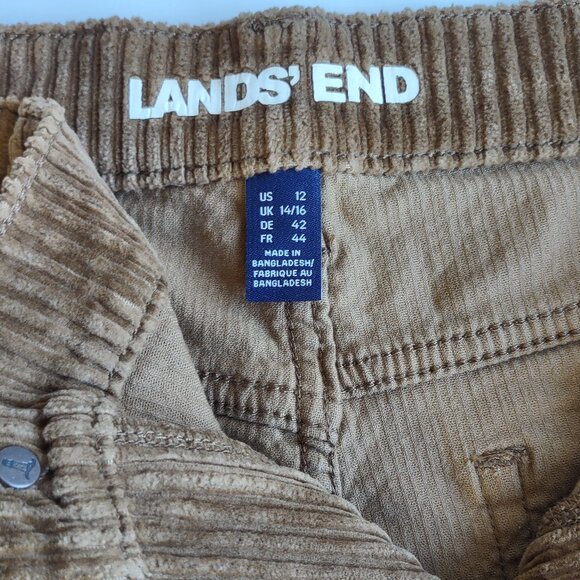 LANDS' END
US 12
UK 14/16
DE 42
FR 44
MADE IN
BANGLADESH/
FABRIQUE AU
BANGLADESH